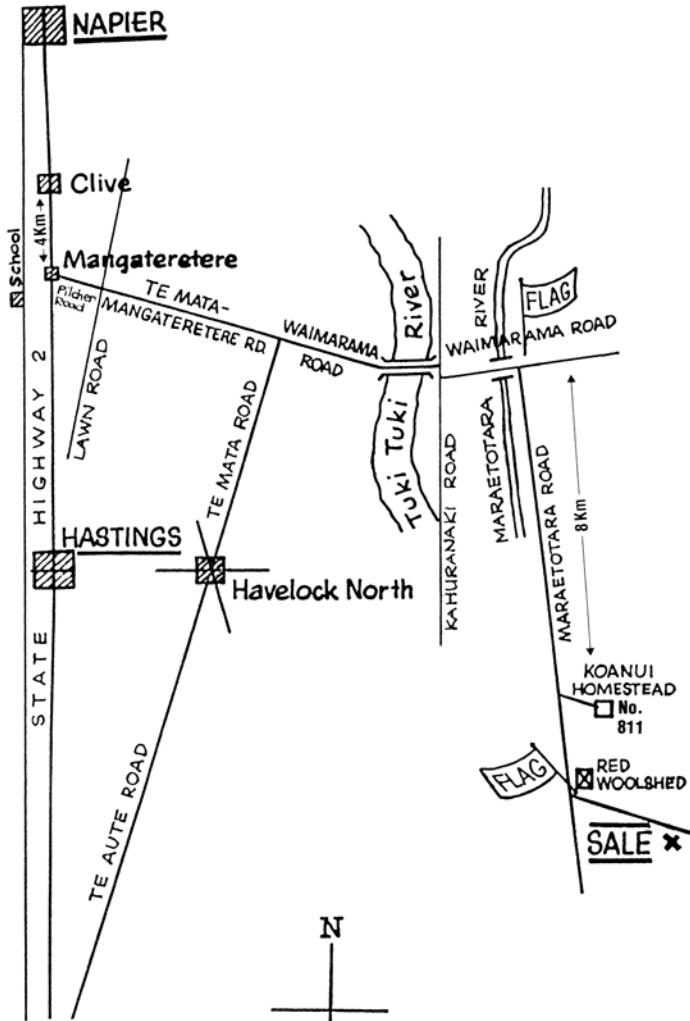 NAPIER
Clive
4Km
School
Mangateretere
Pilcher
Road
TE MATA-
MANGATERETERE RD.
WAIMARAMA
ROAD
River
Tuki Tuki
RIVER
MARAETOTARA
FLAG
WAIMARAMA ROAD
LAWN ROAD
TE MATA ROAD
KAHURANAKI ROAD
MARAETOTARA ROAD
8Km
STATE HIGHWAY 2
HASTINGS
Havelock North
TE AUTE ROAD
KOANUI
HOMESTEAD
No.
811
FLAG
RED
WOOLSHED
SALE X
N